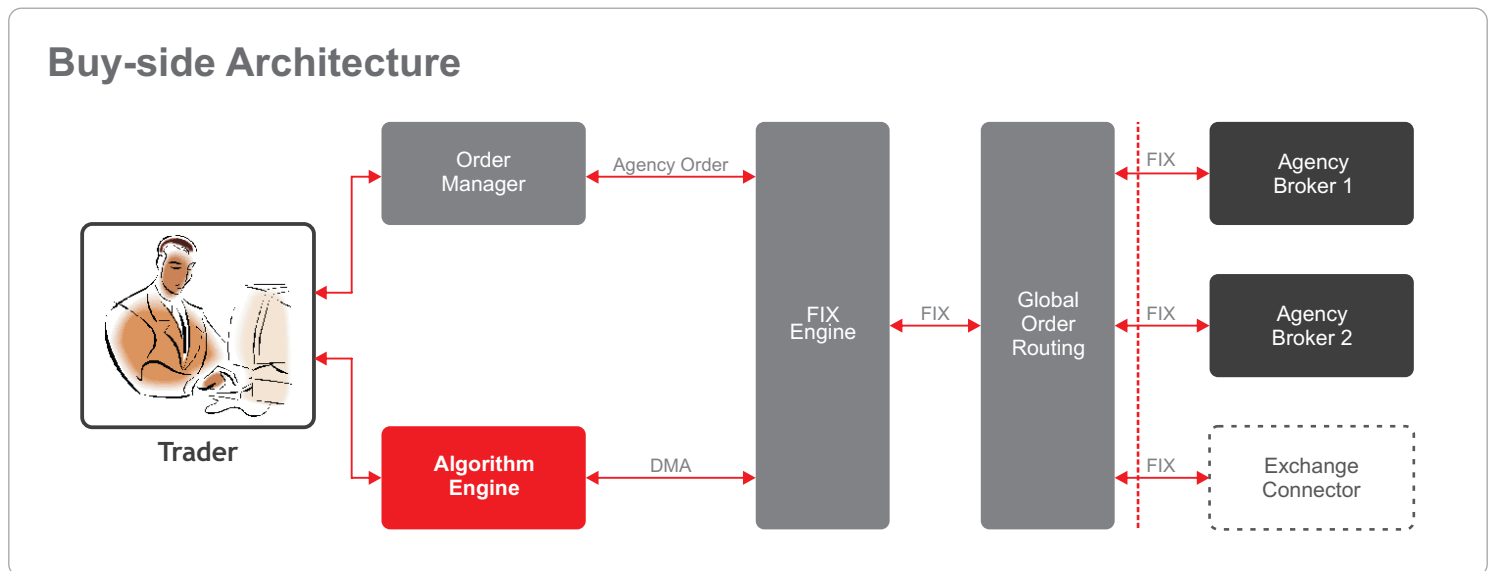 Buy-side Architecture
Order
Manager
Agency Order
FIX
Agency
Broker 1
Trader
FIX
Engine
FIX
Global
Order
Routing
FIX
Agency
Broker 2
Algorithm
Engine
DMA
FIX
Exchange
Connector